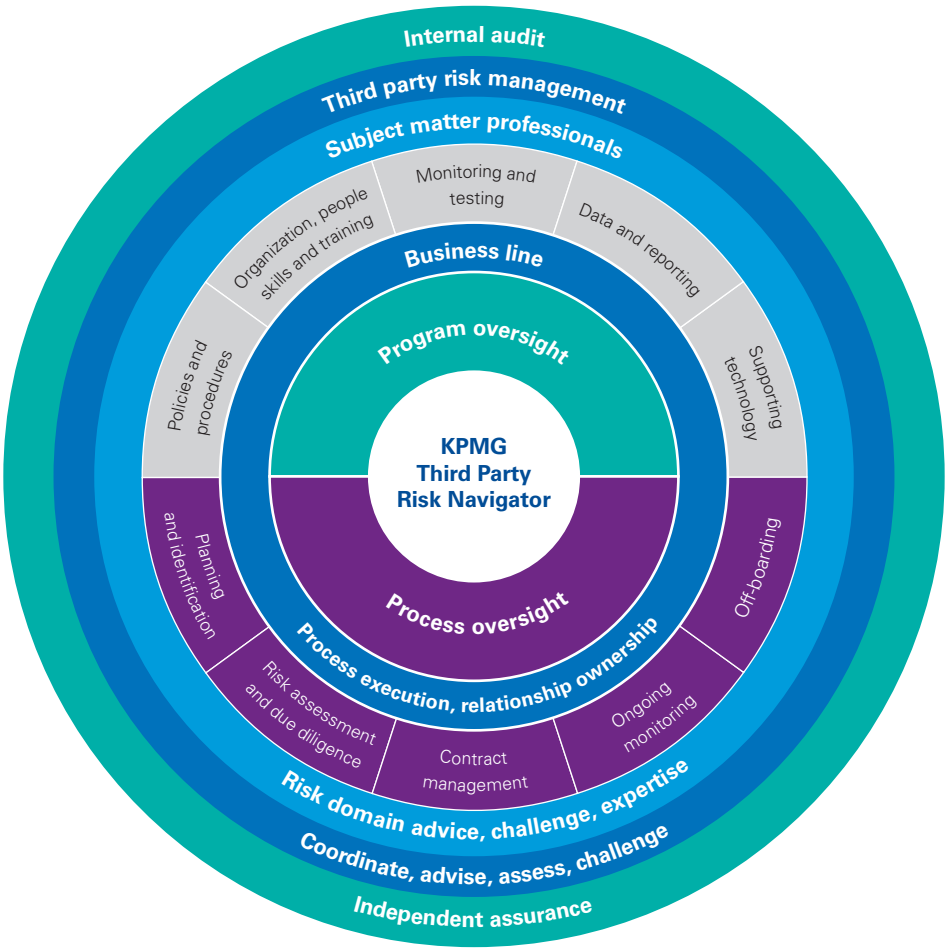 Internal audit
Third party risk management
Subject matter professionals
Monitoring and
testing
Organization, people
skills and training
Data and reporting
Policies and
procedures
Supporting
technology
Business line
Program oversight
KPMG
Third Party
Risk Navigator
Process oversight
Process execution, relationship ownership
Planning
and identification
Risk assessment
and due diligence
Contract
management
Ongoing
monitoring
Off-boarding
Risk domain advice, challenge, expertise
Coordinate, advise, assess, challenge
Independent assurance